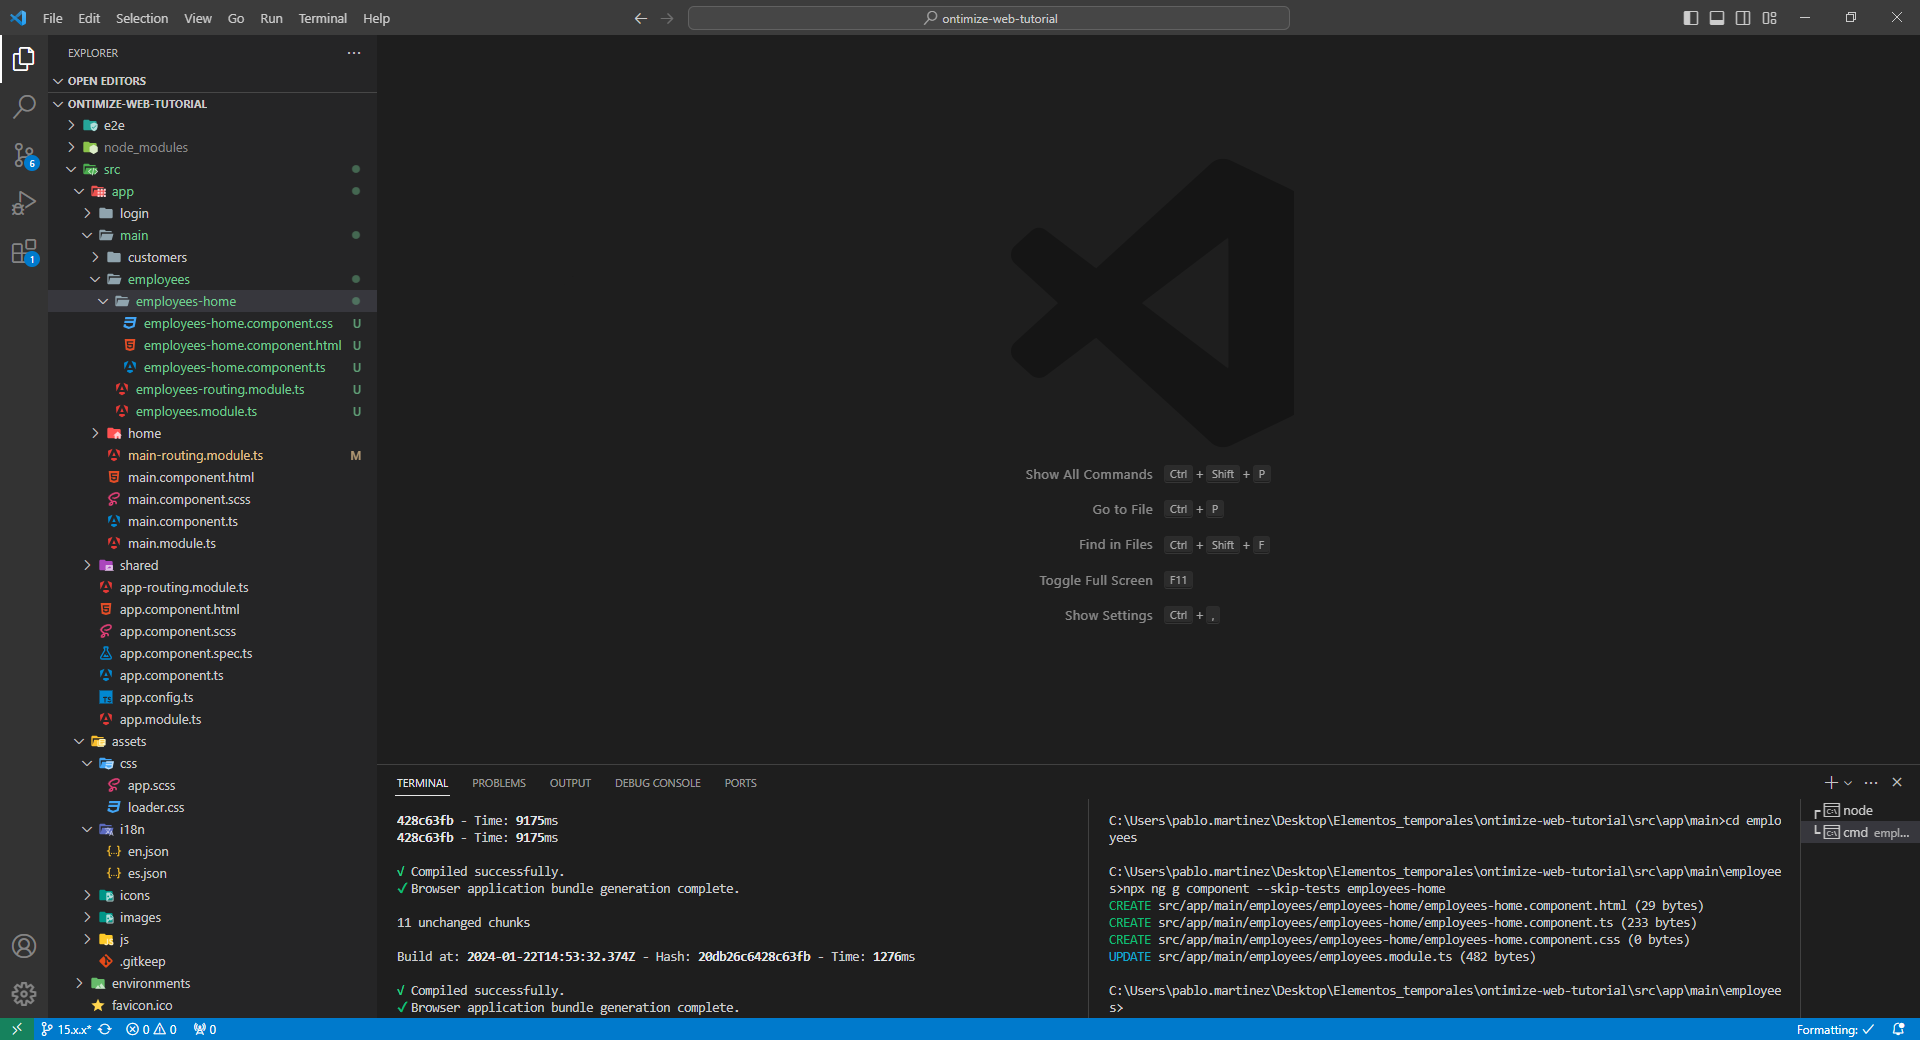 File Edit Selection View Go Run Terminal Help
ontimize-web-tutorial
EXPLORER
OPEN EDITORS
ONTIMIZE-WEB-TUTORIAL
e2e
node_modules
src
app
login
main
customers
employees
employees-home
employees-home.component.css U
employees-home.component.html U
employees-home.component.ts U
employees-routing.module.ts U
employees.module.ts U
home
main-routing.module.ts M
main.component.html
main.component.scss
main.component.ts
main.module.ts
shared
app-routing.module.ts
app.component.html
app.component.scss
app.component.spec.ts
app.component.ts
app.config.ts
app.module.ts
assets
css
app.scss
loader.css
i18n
en.json
es.json
icons
images
js
.gitkeep
environments
favicon.ico
6
1
Show All Commands Ctrl + Shift + P
Go to File Ctrl + P
Find in Files Ctrl + Shift + F
Toggle Full Screen F11
Show Settings Ctrl + ,
TERMINAL PROBLEMS OUTPUT DEBUG CONSOLE PORTS
428c63fb - Time: 9175ms
428c63fb - Time: 9175ms
√ Compiled successfully.
✓ Browser application bundle generation complete.
11 unchanged chunks
Build at: 2024-01-22T14:53:32.374Z - Hash: 20db26c6428c63fb - Time: 1276ms
√ Compiled successfully.
✓ Browser application bundle generation complete.
C:\Users\pablo.martinez\Desktop\Elementos_temporales\ontimize-web-tutorial\src\app\main>cd emplo
yees
C:\Users\pablo.martinez\Desktop\Elementos_temporales\ontimize-web-tutorial\src\app\main\employee
s>npx ng g component --skip-tests employees-home
CREATE src/app/main/employees/employees-home/employees-home.component.html (29 bytes)
CREATE src/app/main/employees/employees-home/employees-home.component.ts (233 bytes)
CREATE src/app/main/employees/employees-home/employees-home.component.css (0 bytes)
UPDATE src/app/main/employees/employees.module.ts (482 bytes)
C:\Users\pablo.martinez\Desktop\Elementos_temporales\ontimize-web-tutorial\src\app\main\employee
s>
node
cmd empl...
15.x.x* 0 0 0
Formatting: ✓